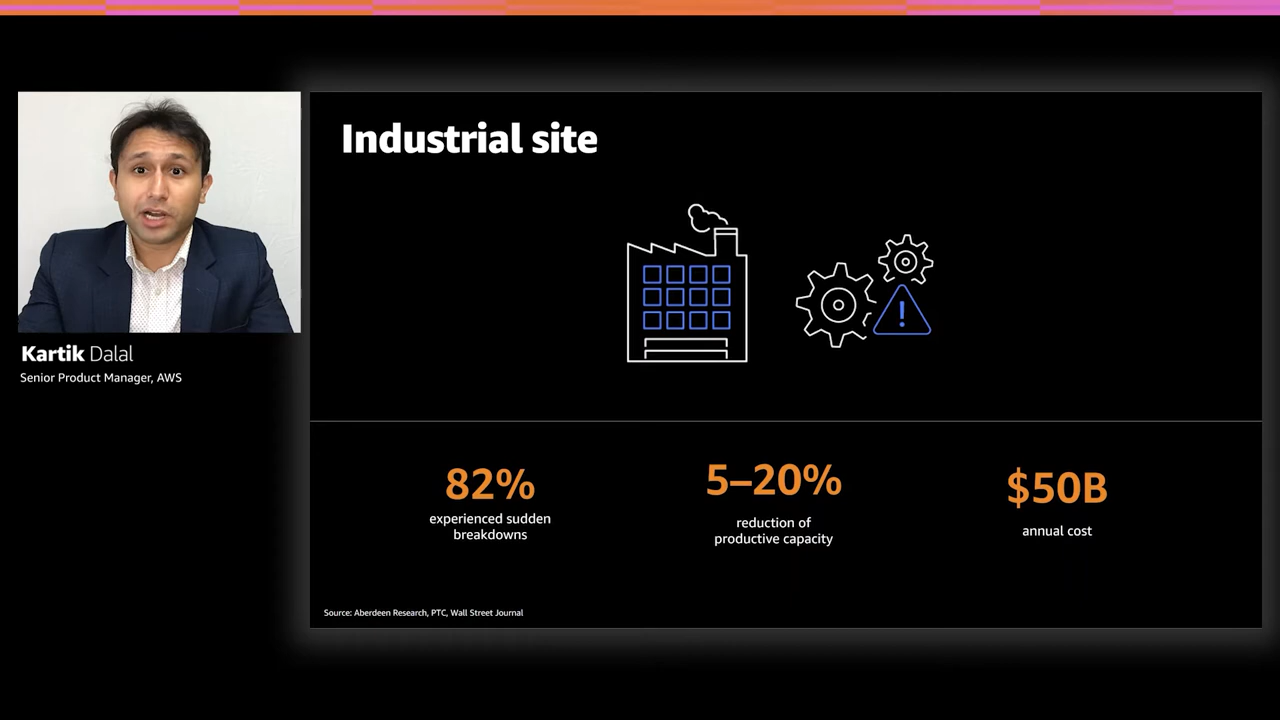 Industrial site
Kartik Dalal
Senior Product Manager, AWS
82%
experienced sudden
breakdowns
5–20%
reduction of
productive capacity
$50B
annual cost
Source: Aberdeen Research, PTC, Wall Street Journal